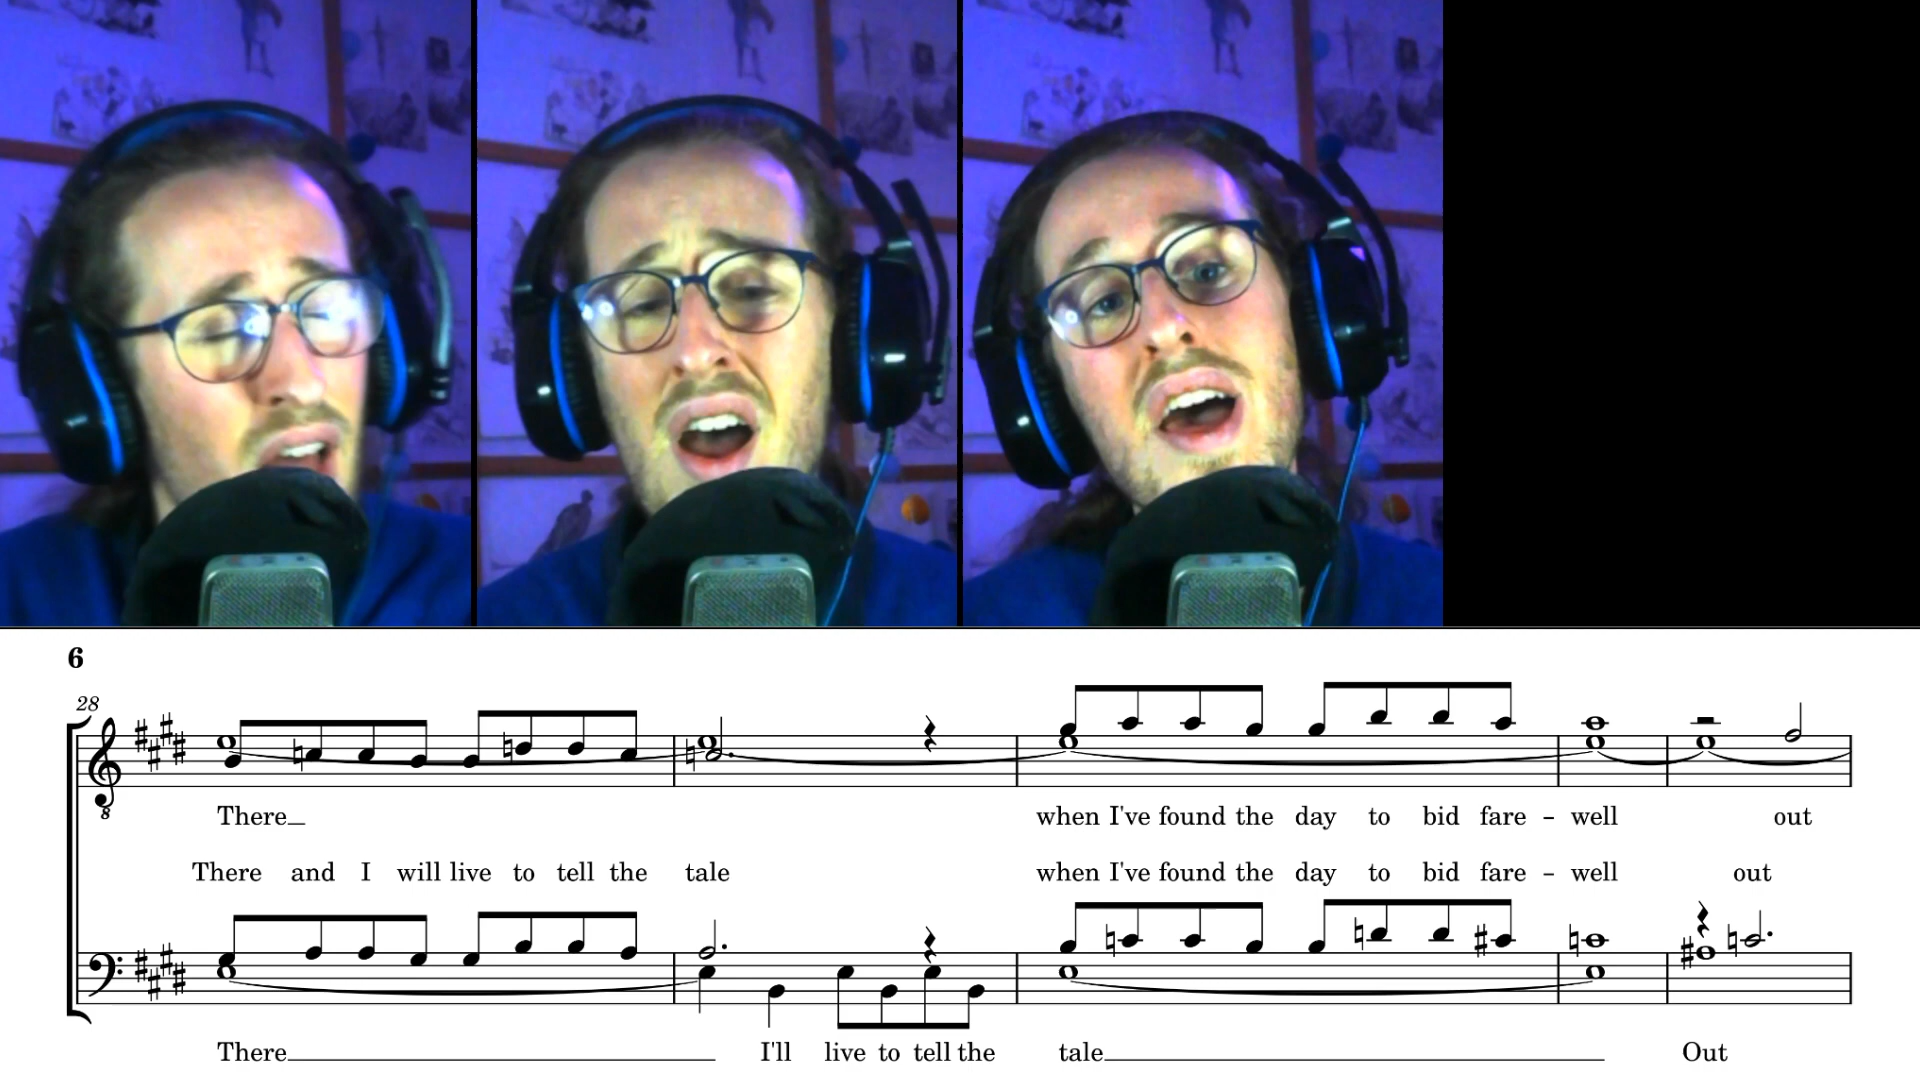 6
28
8
There
There and I will live to tell the tale when I've found the day to bid fare - well out
when I've found the day to bid fare - well out
There I'll live to tell the tale Out